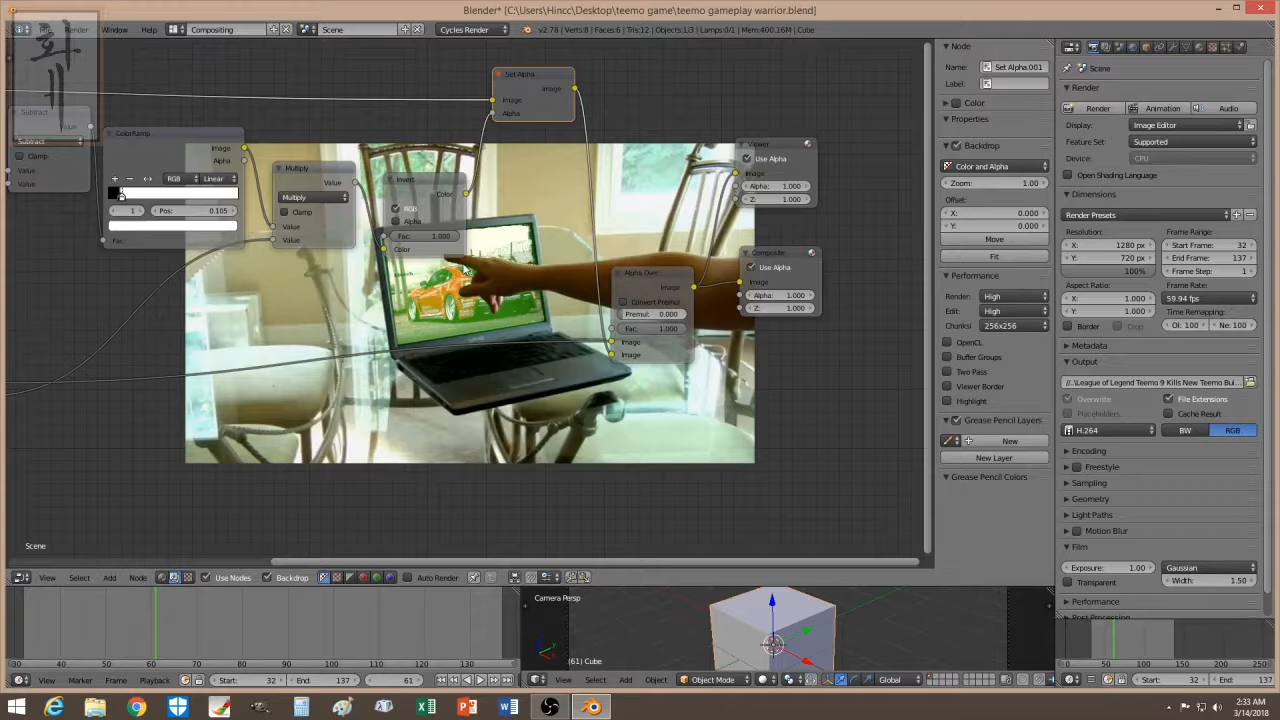 Blender* [C:\Users\Hincc\Desktop\teemo game\teemo gameplay warrior.blend]
Render Window Help Compositing Scene Cycles Render v2.78 | Verts:8 | Faces:6 | Tris:12 | Objects:1/3 | Lamps:0/1 | Mem:400.16M | Cube
Subtract
Value
Subtract
Clamp
Value
Value
ColorRamp
Image
Alpha
RGB Linear
1 Pos: 0.105
Fac
Multiply
Value
Multiply
Clamp
Value
Value
Invert
Color
RGB
Alpha
Fac: 1.000
Color
Set Alpha
Image
Image
Alpha
Alpha Over
Image
Convert Premul
Premul: 0.000
Fac: 1.000
Image
Image
Viewer
Use Alpha
Image
Alpha: 1.000
Z: 1.000
Composite
Use Alpha
Image
Alpha: 1.000
Z: 1.000
Scene
Node
Name: Set Alpha.001
Label:
Color
Properties
Backdrop
Color and Alpha
Zoom: 1.00
Offset:
X: 0.000
Y: 0.000
Move
Fit
Performance
Render: High
Edit: High
Chunksi 256x256
OpenCL
Buffer Groups
Two Pass
Viewer Border
Highlight
Grease Pencil Layers
New
New Layer
Grease Pencil Colors
Scene
Render
Render Animation Audio
Display: Image Editor
Feature Set: Supported
Device: CPU
Open Shading Language
Dimensions
Render Presets
Resolution: Frame Range:
X: 1280 px Start Frame: 32
Y: 720 px End Frame: 137
100% Frame Step: 1
Aspect Ratio: Frame Rate:
X: 1.000 59.94 fps
Y: 1.000 Time Remapping:
Border Crop Ol: 100 Ne: 100
Metadata
Output
//..\League of Legend Teemo 9 Kills New Teemo Bui...
Overwrite File Extensions
Placeholders Cache Result
H.264 BW RGB
Encoding
Freestyle
Sampling
Geometry
Light Paths
Motion Blur
Film
Exposure: 1.00 Gaussian
Transparent Width: 1.50
Performance
Post Processing
View Select Add Node Use Nodes Backdrop Auto Render
Camera Persp
(61) Cube
30 40 50 60 70 80 90 100 110 120 130
View Marker Frame Playback Start: 32 End: 137 61
View Select Add Object Object Mode Global
0 50 100 150 200 250
Start: 32 End: 137
2:33 AM
3/14/2018